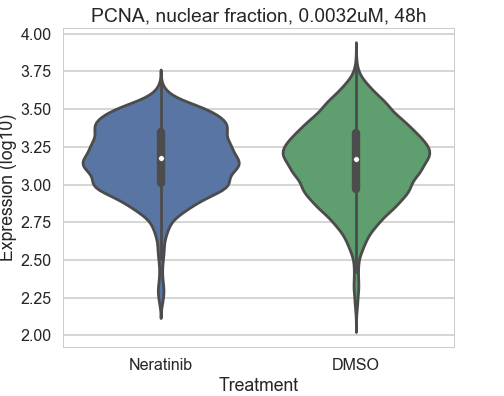 PCNA, nuclear fraction, 0.0032uM, 48h
Expression (log10)
4.00
3.75
3.50
3.25
3.00
2.75
2.50
2.25
2.00
Neratinib DMSO
Treatment